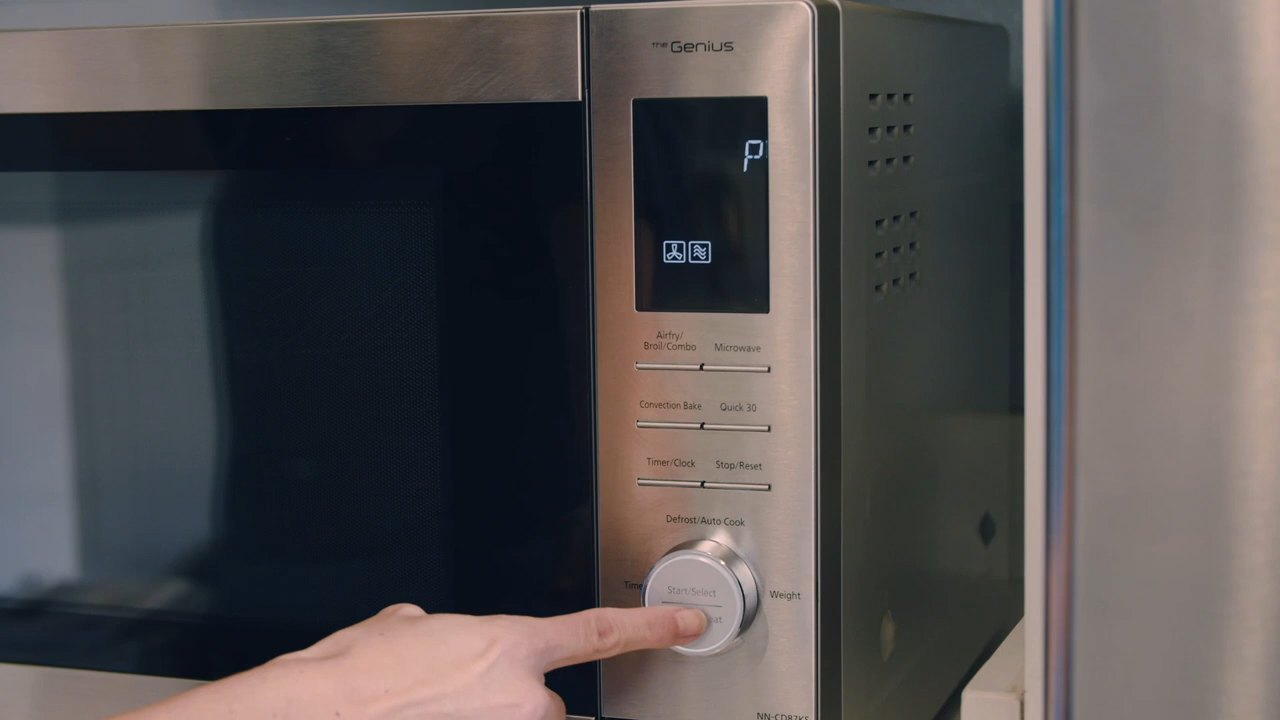 THE Genius
P
Airfry/
Broil/Combo
Microwave
Convection Bake
Quick 30
Timer/Clock
Stop/Reset
Defrost/Auto Cook
Start/Select
Weight